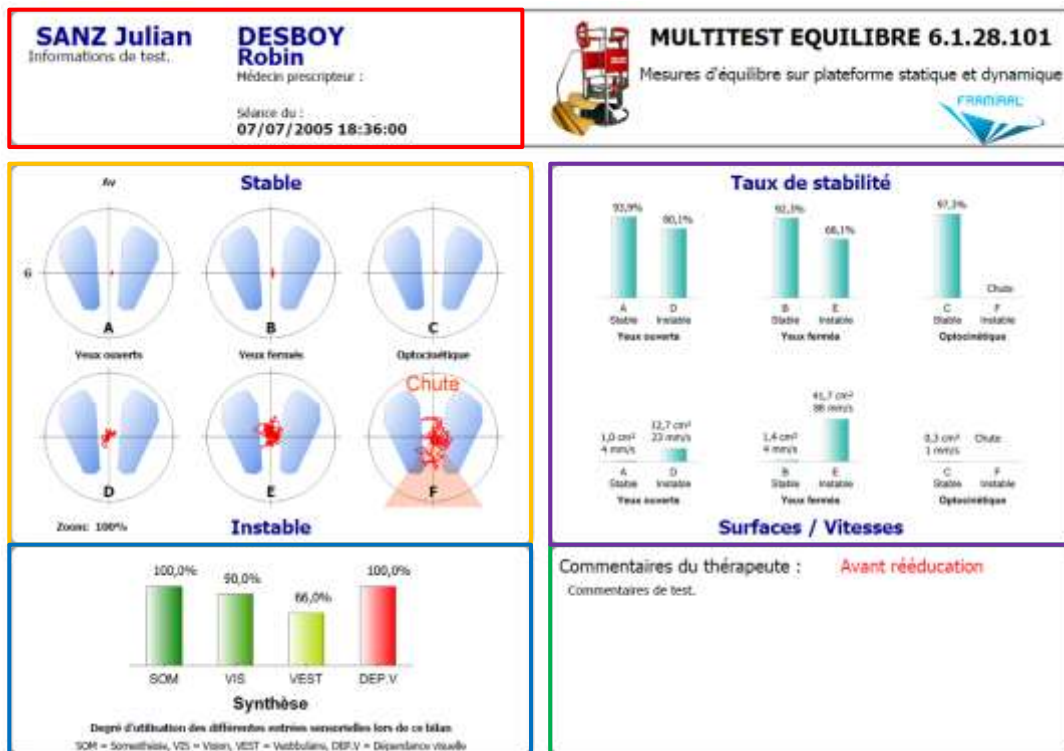 SANZ Julian
Informations de test.
DESBOY
Robin
Médecin prescripteur :
Séance du :
07/07/2005 18:36:00
MULTITEST EQUILIBRE 6.1.28.101
Mesures d'équilibre sur plateforme statique et dynamique
FRAMIRAL
Av
Stable
G
A
B
C
Yeux ouverts
Yeux fermés
Optocinétique
Chute
D
E
F
Zoom: 100%
Instable
Taux de stabilité
93,9%
80,1%
92,3%
68,1%
97,3%
Chute
A
D
B
E
C
F
Stable
Instable
Stable
Instable
Stable
Instable
Yeux ouverts
Yeux fermés
Optocinétique
1,0 cm²
4 mm/s
12,7 cm²
23 mm/s
1,4 cm²
4 mm/s
41,7 cm²
88 mm/s
0,3 cm²
1 mm/s
Chute
A
D
B
E
C
F
Stable
Instable
Stable
Instable
Stable
Instable
Yeux ouverts
Yeux fermés
Optocinétique
Surfaces / Vitesses
100,0%
90,0%
66,0%
100,0%
SOM
VIS
VEST
DEP.V
Synthèse
Degré d'utilisation des différentes entrées sensorielles lors de ce bilan
SOM = Somesthésie, VIS = Vision, VEST = Vestibulaire, DEP.V = Dépendance visuelle
Commentaires du thérapeute :
Avant rééducation
Commentaires de test.